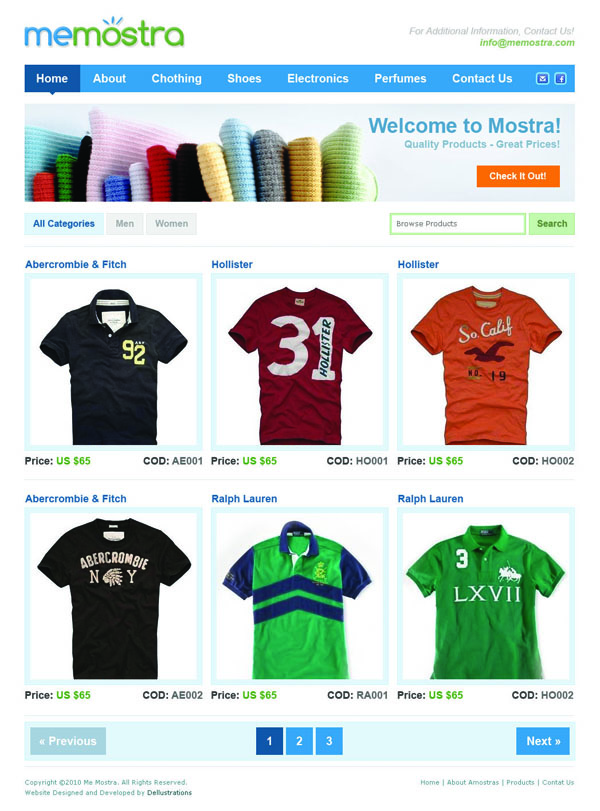 memostra
For Additional Information, Contact Us!
info@memostra.com
Home About Chothing Shoes Electronics Perfumes Contact Us
Welcome to Mostra!
Quality Products - Great Prices!
Check It Out!
All Categories Men Women Browse Products Search
Abercrombie & Fitch Hollister Hollister
A&F
92
31
HOLLISTER
So. Calif
NO. 19
Price: US $65 COD: AE001 Price: US $65 COD: HO001 Price: US $65 COD: HO002
Abercrombie & Fitch Ralph Lauren Ralph Lauren
ABERCROMBIE
N Y
3
LXVII
Price: US $65 COD: AE002 Price: US $65 COD: RA001 Price: US $65 COD: HO002
« Previous 1 2 3 Next »
Copyright ©2010 Me Mostra. All Rights Reserved. Home | About Amostras | Products | Contat Us
Website Designed and Developed by Dellustrations